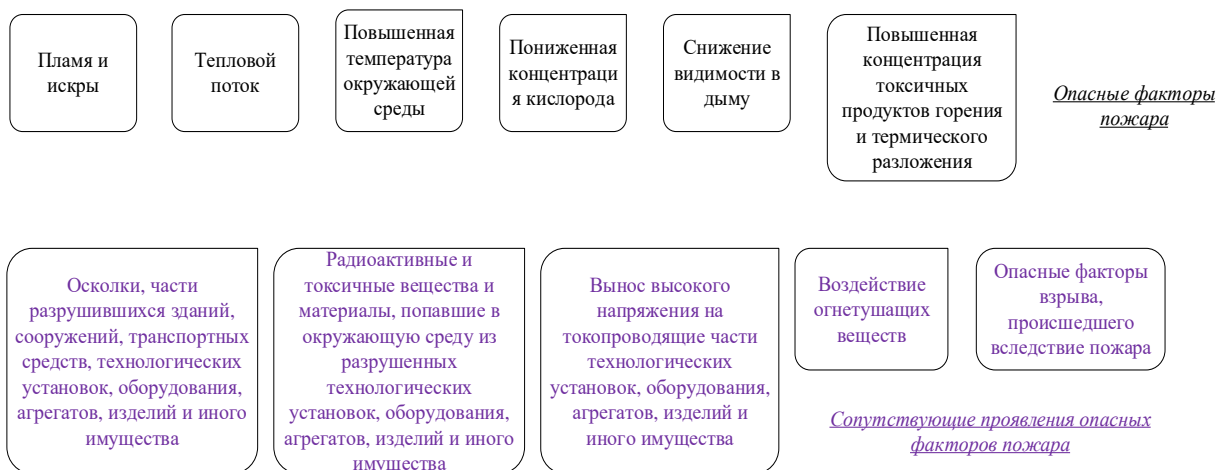 Пламя и
искры
Тепловой
поток
Повышенная
температура
окружающей
среды
Пониженная
концентраци
я кислорода
Снижение
видимости в
дыму
Повышенная
концентрация
токсичных
продуктов горения
и термического
разложения
Опасные факторы
пожара
Осколки, части
разрушившихся зданий,
сооружений, транспортных
средств, технологических
установок, оборудования,
агрегатов, изделий и иного
имущества
Радиоактивные и
токсичные вещества и
материалы, попавшие в
окружающую среду из
разрушенных
технологических
установок, оборудования,
агрегатов, изделий и иного
имущества
Вынос высокого
напряжения на
токопроводящие части
технологических
установок, оборудования,
агрегатов, изделий и
иного имущества
Воздействие
огнетушащих
веществ
Опасные факторы
взрыва,
происшедшего
вследствие пожара
Сопутствующие проявления опасных
факторов пожара